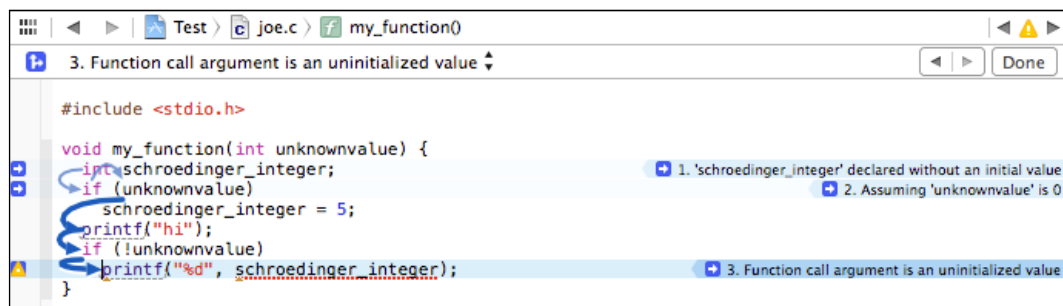 Test joe.c my_function()
3. Function call argument is an uninitialized value Done
#include <stdio.h>
void my_function(int unknownvalue) {
int schroedinger_integer; 1. 'schroedinger_integer' declared without an initial value
if (unknownvalue) 2. Assuming 'unknownvalue' is 0
schroedinger_integer = 5;
printf("hi");
if (!unknownvalue)
printf("%d", schroedinger_integer); 3. Function call argument is an uninitialized value
}